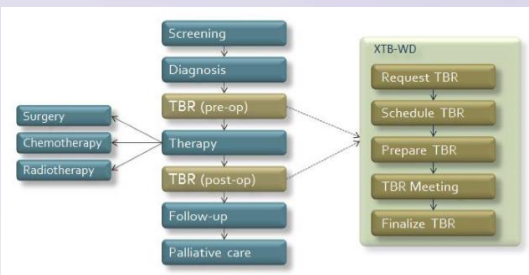 Screening
Diagnosis
TBR (pre-op)
Therapy
TBR (post-op)
Follow-up
Palliative care
Surgery
Chemotherapy
Radiotherapy
XTB-WD
Request TBR
Schedule TBR
Prepare TBR
TBR Meeting
Finalize TBR